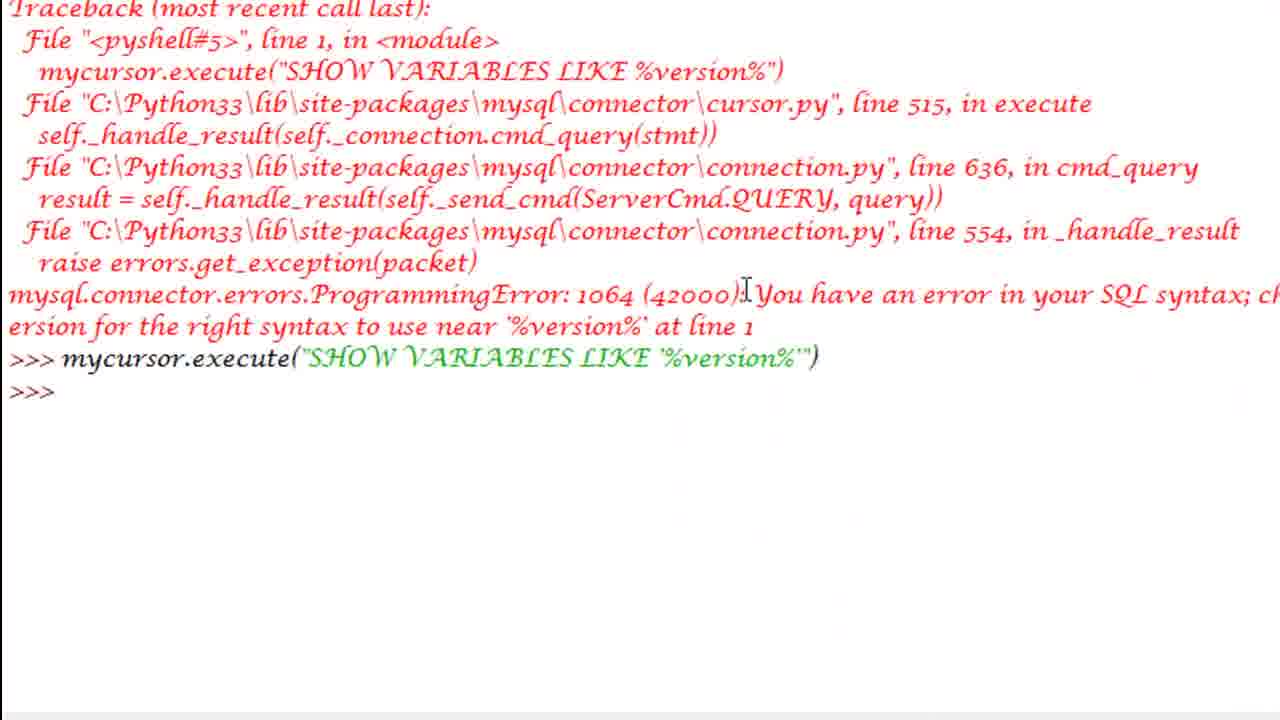 Traceback (most recent call last):
File "<pyshell#5>", line 1, in <module>
mycursor.execute("SHOW VARIABLES LIKE %version%")
File "C:\Python33\lib\site-packages\mysql\connector\cursor.py", line 515, in execute
self._handle_result(self._connection.cmd_query(stmt))
File "C:\Python33\lib\site-packages\mysql\connector\connection.py", line 636, in cmd_query
result = self._handle_result(self._send_cmd(ServerCmd.QUERY, query))
File "C:\Python33\lib\site-packages\mysql\connector\connection.py", line 554, in _handle_result
raise errors.get_exception(packet)
mysql.connector.errors.ProgrammingError: 1064 (42000): You have an error in your SQL syntax; ch
ersion for the right syntax to use near '%version%' at line 1
>>> mycursor.execute("SHOW VARIABLES LIKE '%version%'")
>>>